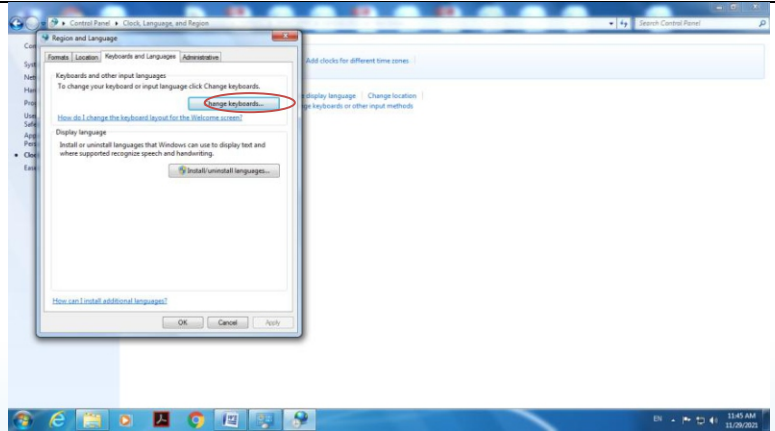 Control Panel ▸ Clock, Language, and Region
Search Control Panel
Region and Language
Formats Location Keyboards and Languages Administrative
Keyboards and other input languages
To change your keyboard or input language click Change keyboards.
Change keyboards...
How do I change the keyboard layout for the Welcome screen?
Display language
Install or uninstall languages that Windows can use to display text and
where supported recognize speech and handwriting.
Install/uninstall languages...
How can I install additional languages?
OK Cancel Apply
Add clocks for different time zones
display language Change location
keyboards or other input methods
EN
11:45 AM
11/29/2021